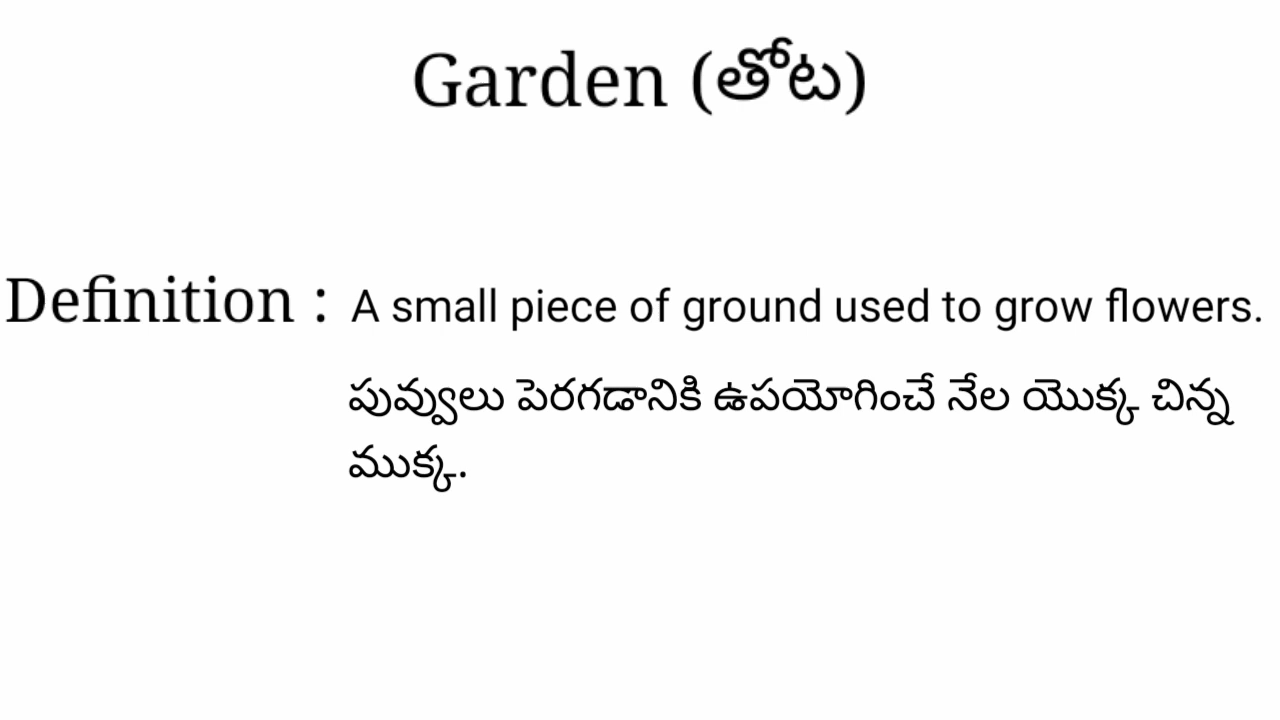 Garden (తోట)
Definition : A small piece of ground used to grow flowers.
పువ్వులు పెరగడానికి ఉపయోగించే నేల యొక్క చిన్న
ముక్క.